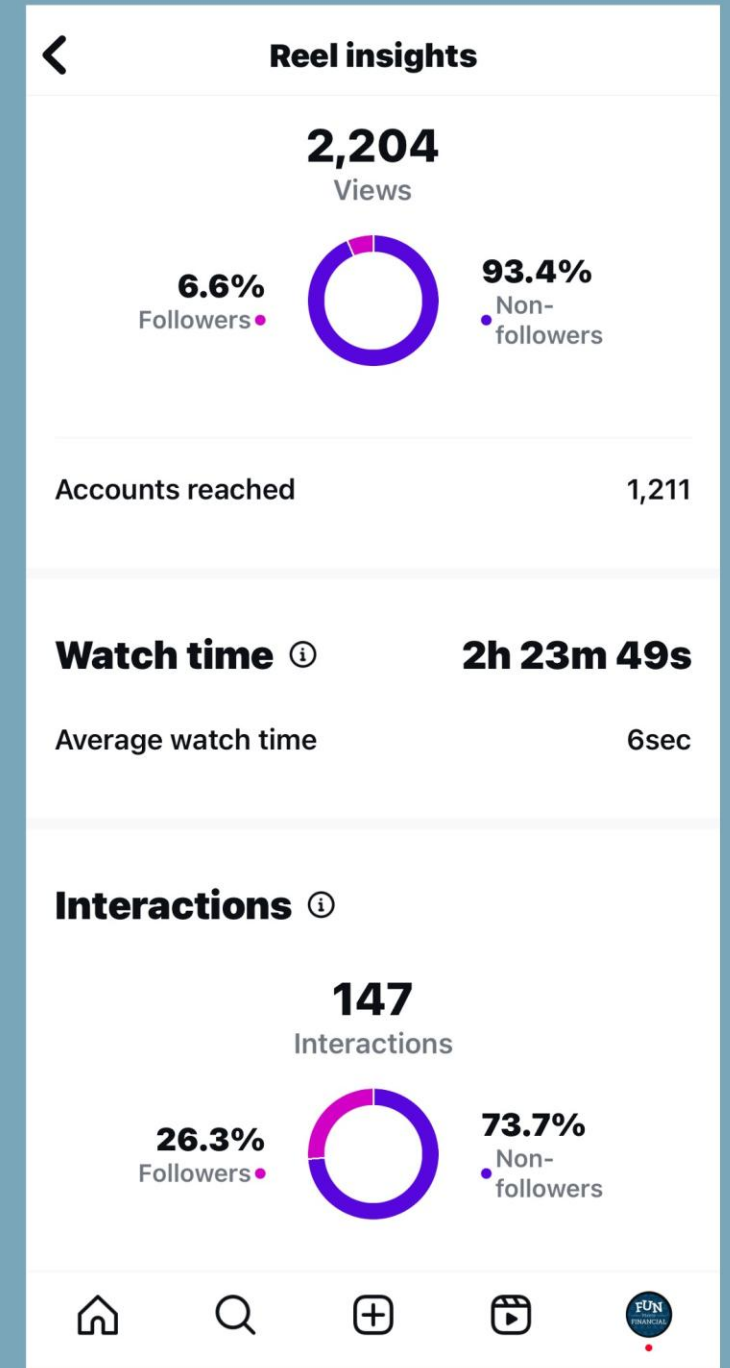 Reel insights
2,204
Views
6.6%
Followers
93.4%
Non-
followers
Accounts reached 1,211
Watch time 2h 23m 49s
Average watch time 6sec
Interactions
147
Interactions
26.3%
Followers
73.7%
Non-
followers
FUN
FINANCIAL